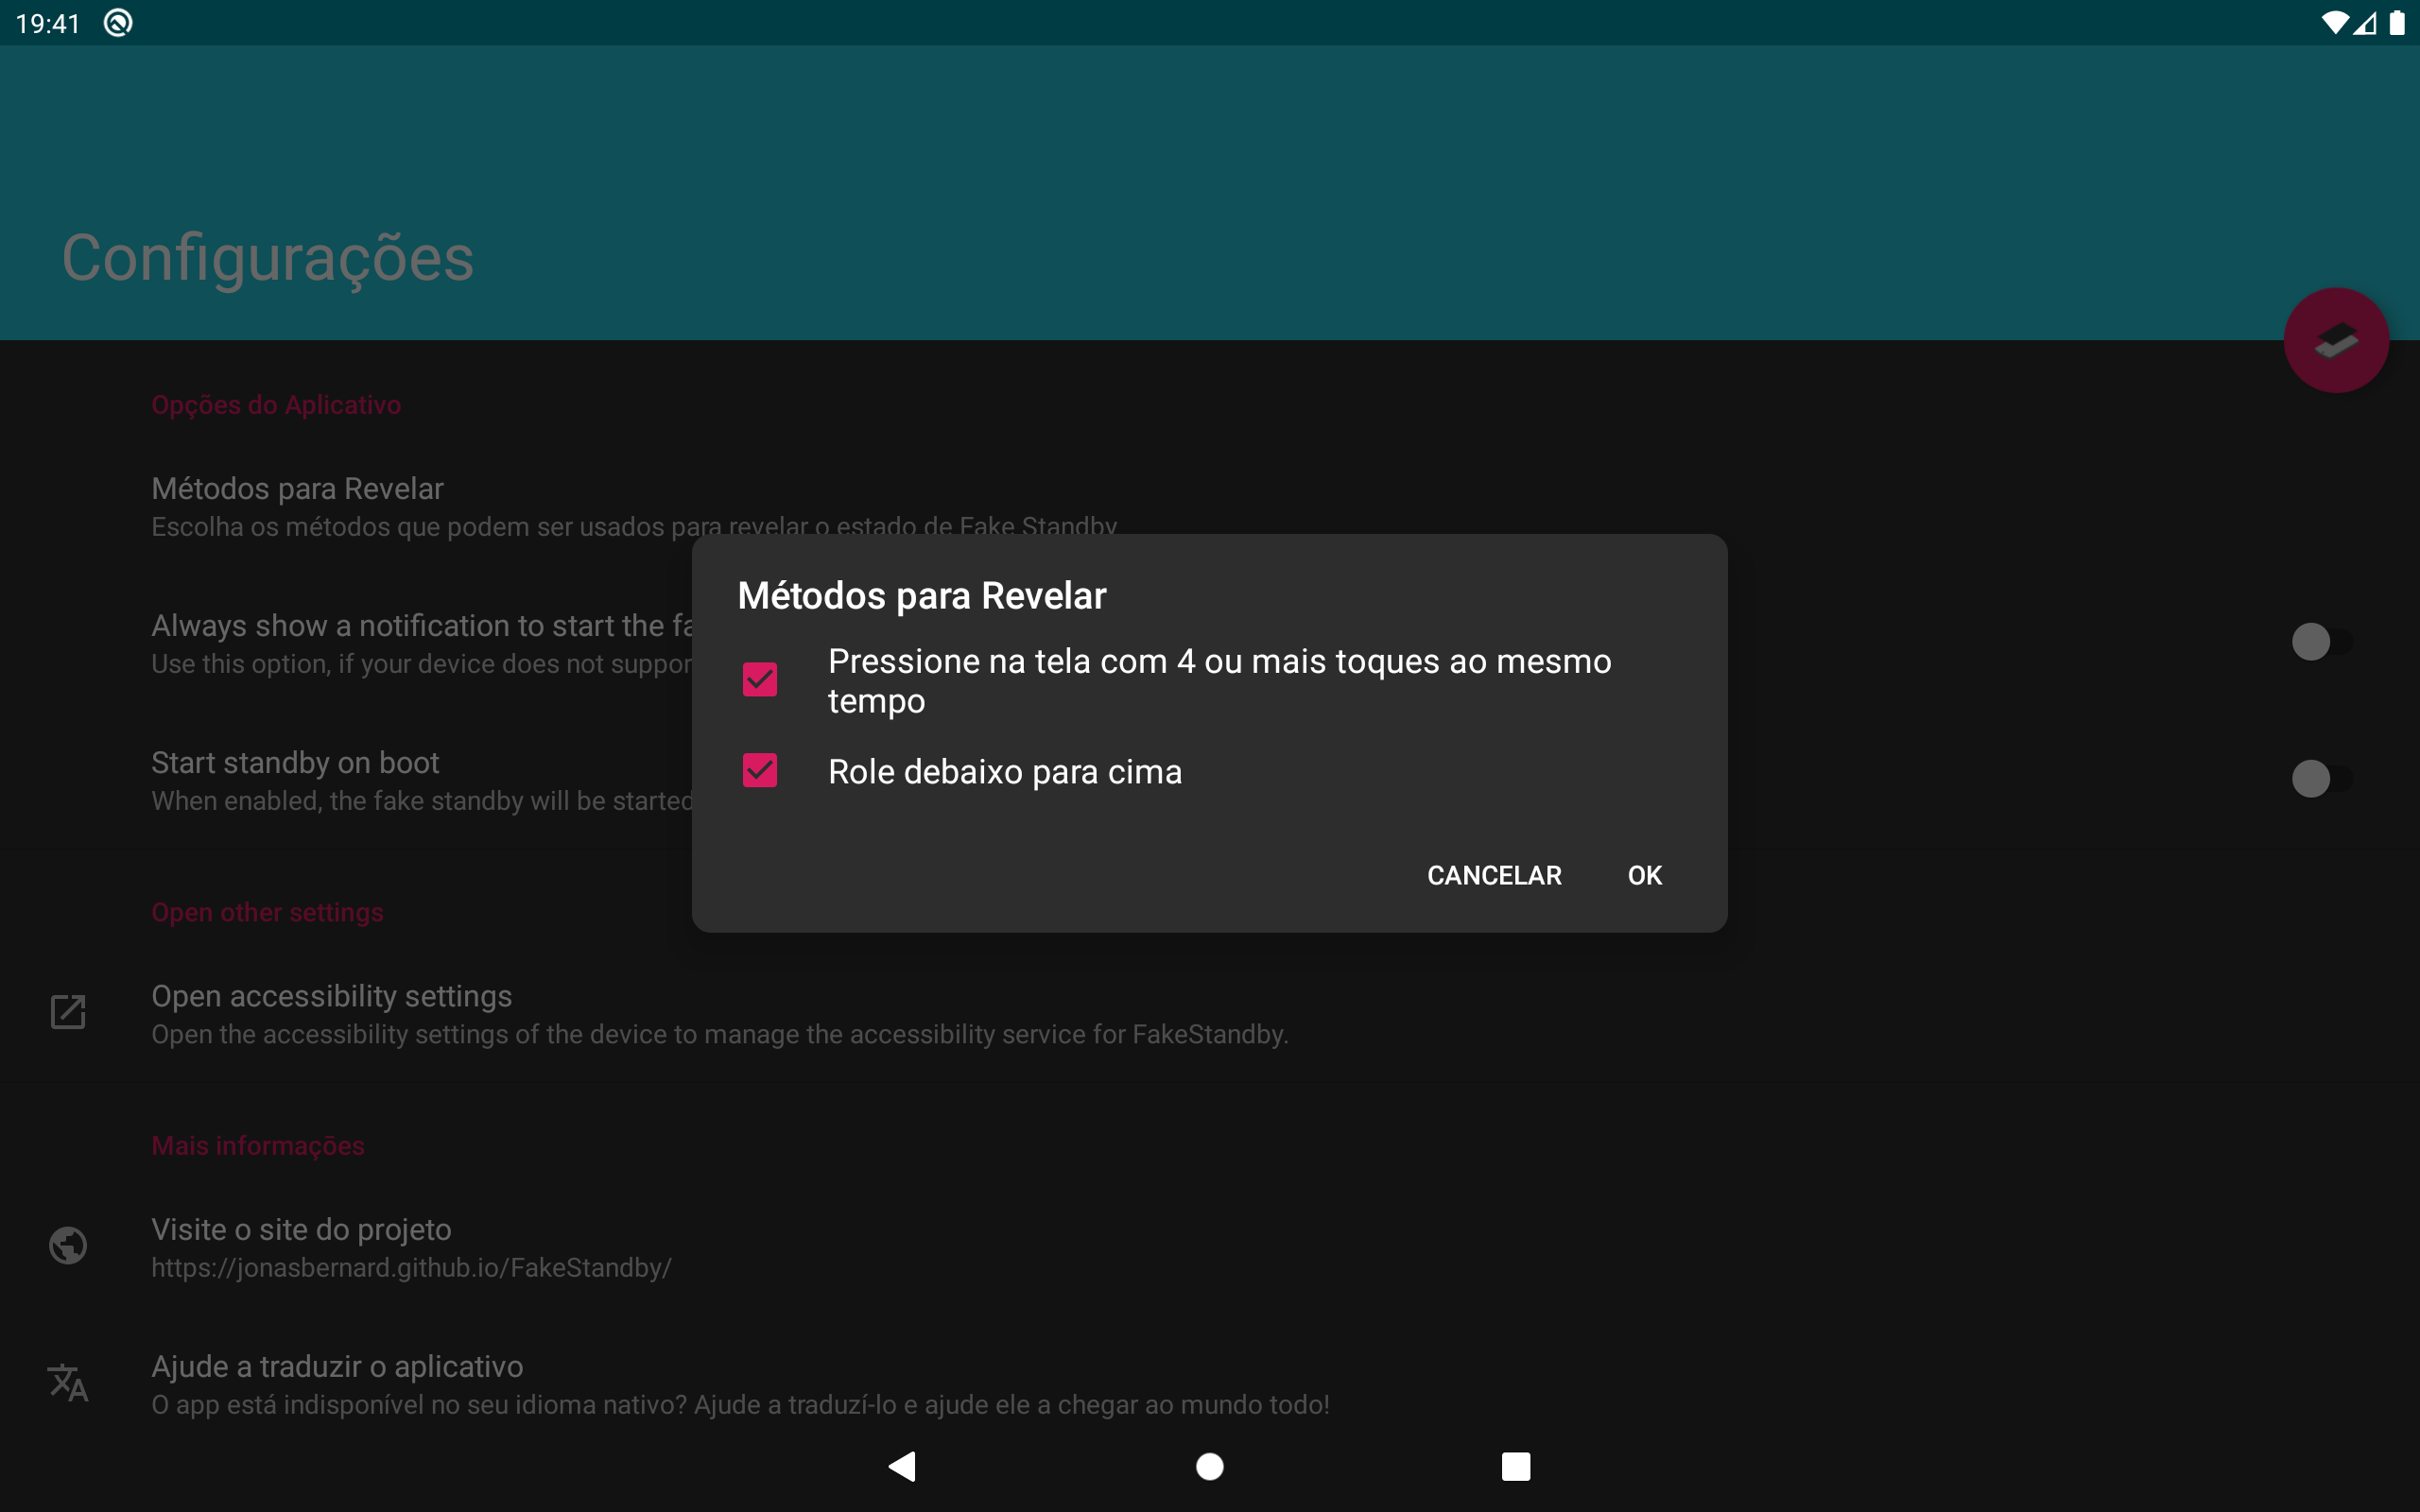 19:41
Configurações
Opções do Aplicativo
Métodos para Revelar
Escolha os métodos que podem ser usados para revelar o estado de Fake Standby
Always show a notification to start the fa
Use this option, if your device does not suppor
Start standby on boot
When enabled, the fake standby will be started
Métodos para Revelar
Pressione na tela com 4 ou mais toques ao mesmo
tempo
Role debaixo para cima
CANCELAR OK
Open other settings
Open accessibility settings
Open the accessibility settings of the device to manage the accessibility service for FakeStandby.
Mais informações
Visite o site do projeto
https://jonasbernard.github.io/FakeStandby/
Ajude a traduzir o aplicativo
O app está indisponível no seu idioma nativo? Ajude a traduzí-lo e ajude ele a chegar ao mundo todo!